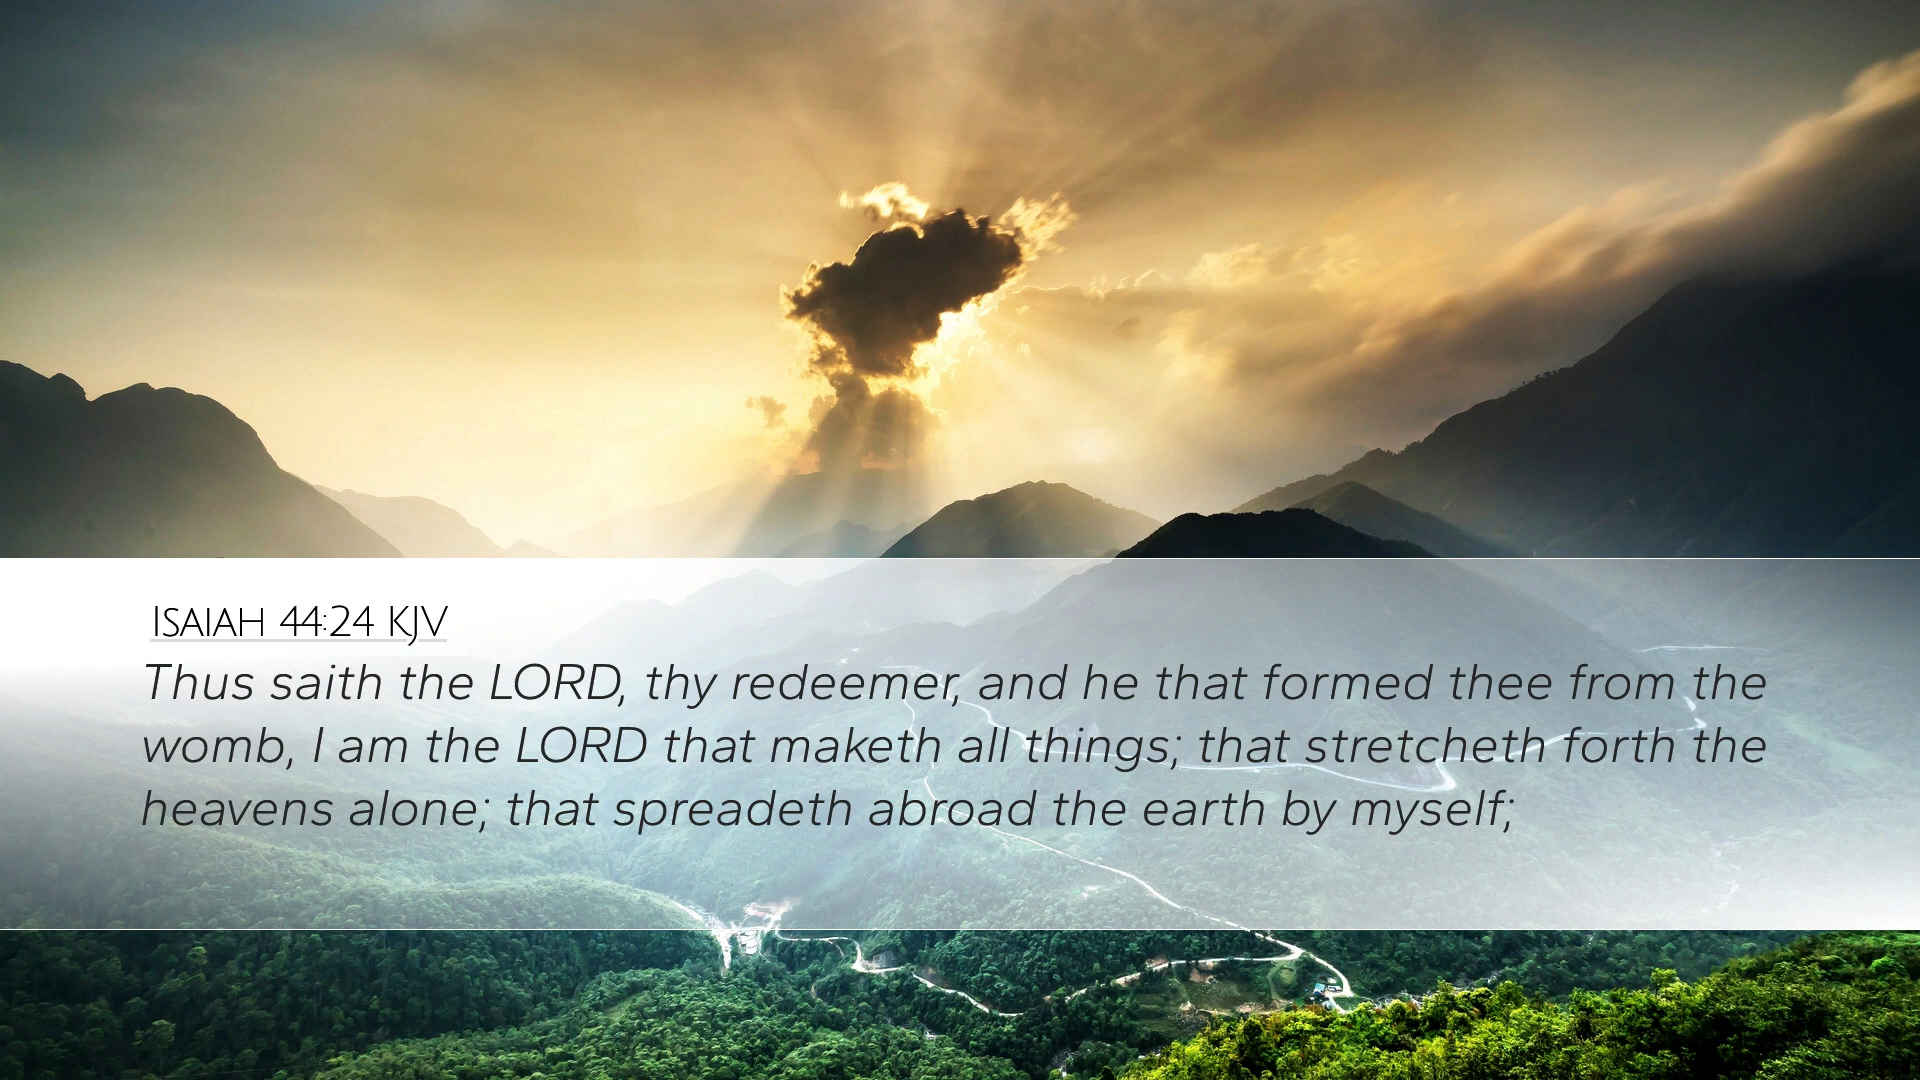 Isaiah 44:24 KJV
Thus saith the LORD, thy redeemer, and he that formed thee from the
womb, I am the LORD that maketh all things; that stretcheth forth the
heavens alone; that spreadeth abroad the earth by myself;